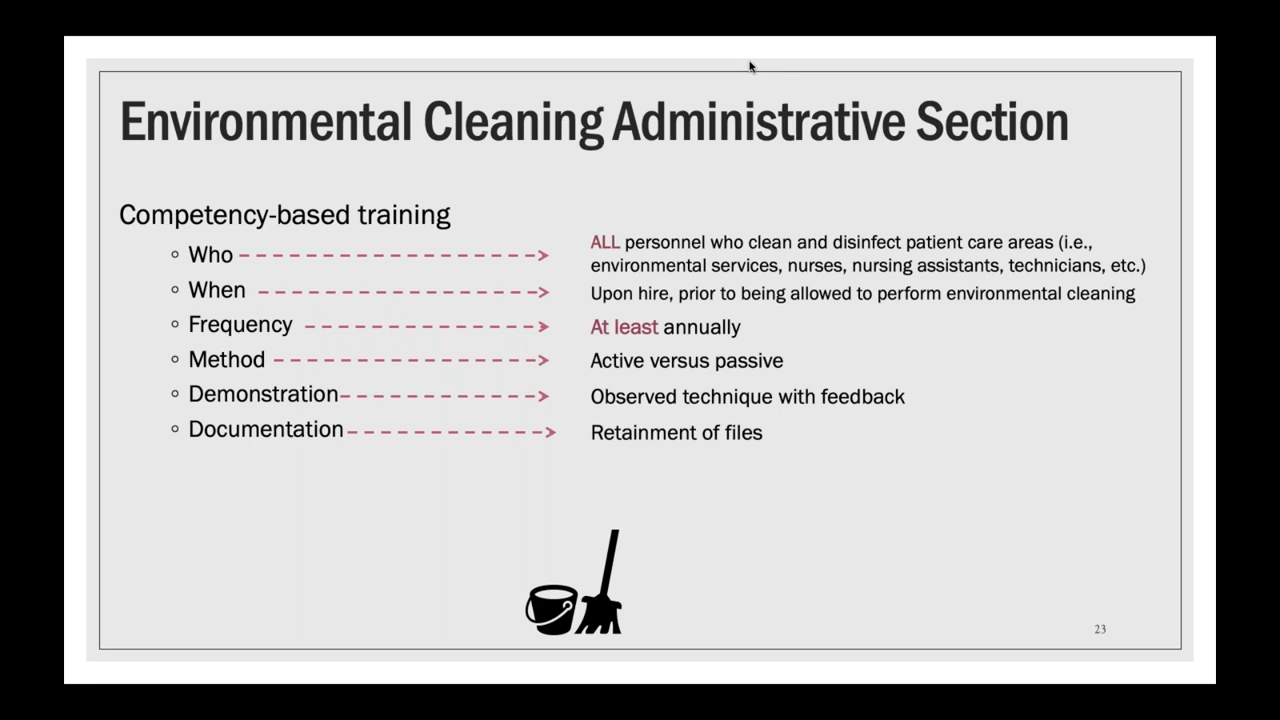 Environmental Cleaning Administrative Section
Competency-based training
Who
ALL personnel who clean and disinfect patient care areas (i.e.,
environmental services, nurses, nursing assistants, technicians, etc.)
When
Upon hire, prior to being allowed to perform environmental cleaning
Frequency
At least annually
Method
Active versus passive
Demonstration
Observed technique with feedback
Documentation
Retainment of files
23